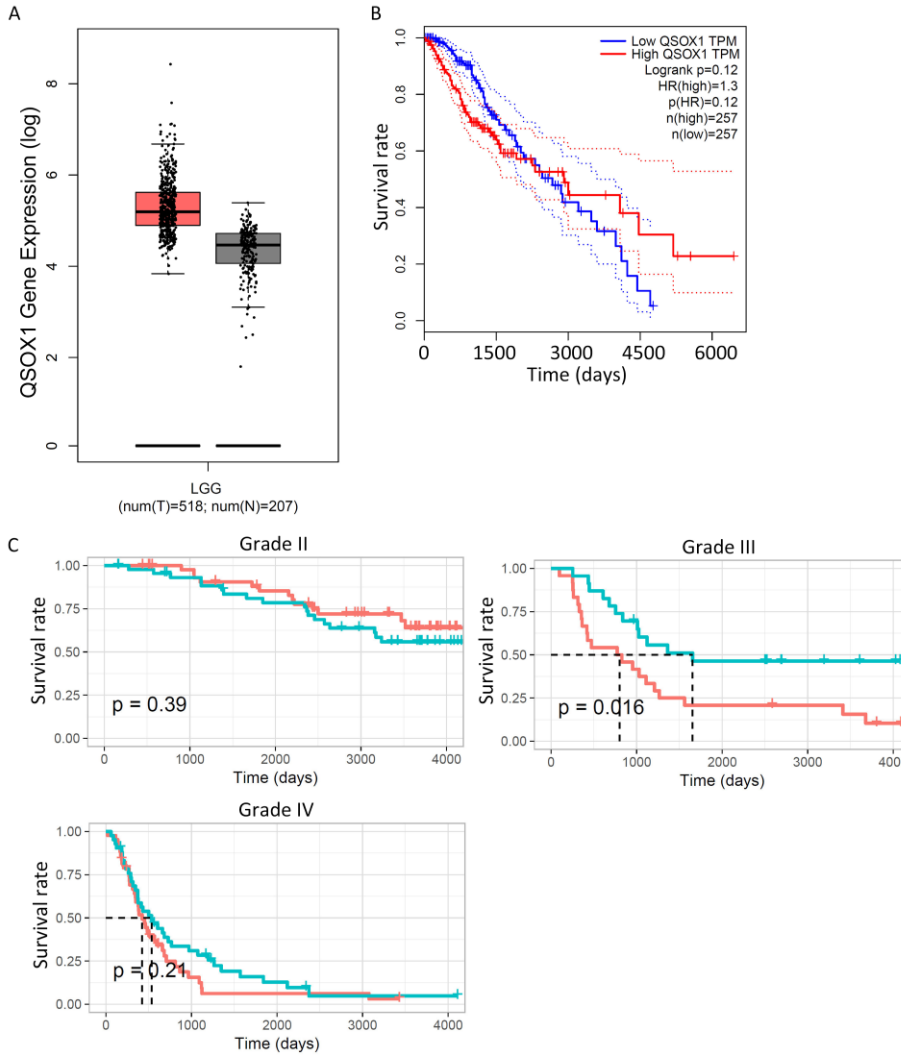 A
QSOX1 Gene Expression (log)
8
6
4
2
0
LGG
(num(T)=518; num(N)=207)
B
Survival rate
1.0
0.8
0.6
0.4
0.2
0.0
Low QSOX1 TPM
High QSOX1 TPM
Logrank p=0.12
HR(high)=1.3
p(HR)=0.12
n(high)=257
n(low)=257
0 1500 3000 4500 6000
Time (days)
C
Grade II
Survival rate
1.00
0.75
0.50
0.25
0.00
p = 0.39
0 1000 2000 3000 4000
Time (days)
Grade III
Survival rate
1.00
0.75
0.50
0.25
0.00
p = 0.016
0 1000 2000 3000 400
Time (days)
Grade IV
Survival rate
1.00
0.75
0.50
0.25
0.00
p = 0.21
0 1000 2000 3000 4000
Time (days)